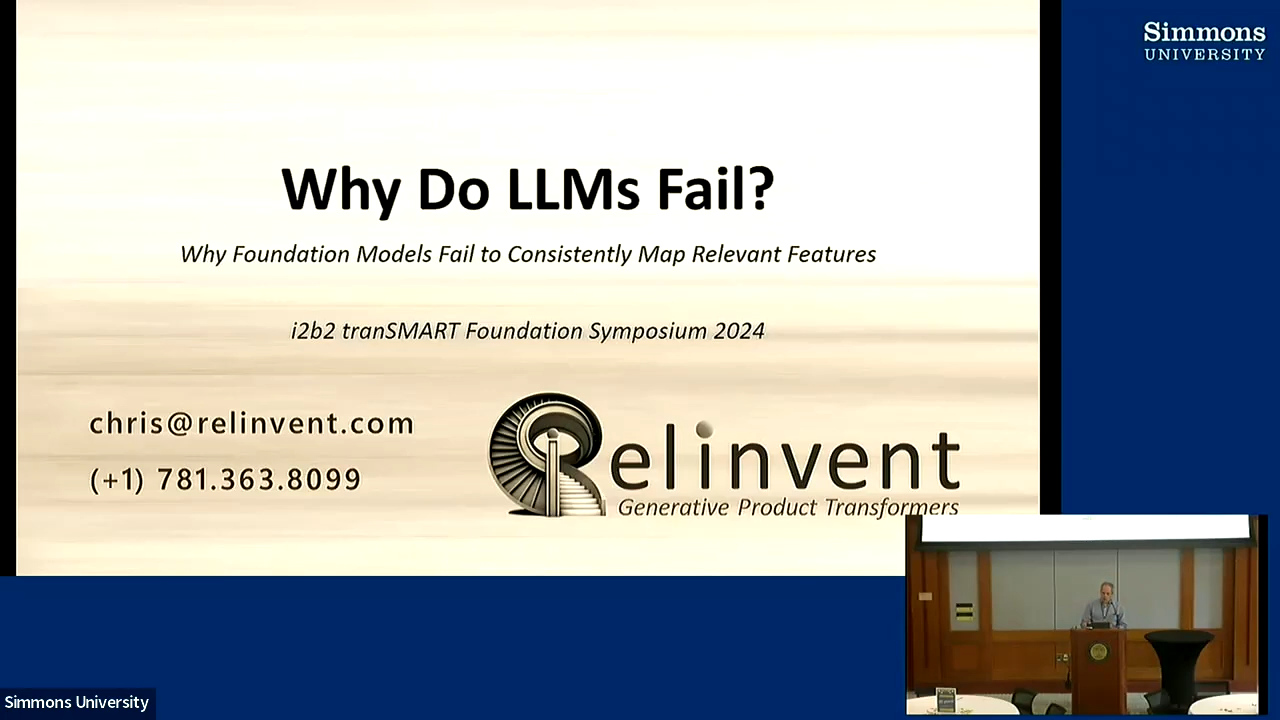 Simmons
UNIVERSITY
Why Do LLMs Fail?
Why Foundation Models Fail to Consistently Map Relevant Features
i2b2 tranSMART Foundation Symposium 2024
chris@relinvent.com
(+1) 781.363.8099
Relinvent
Generative Product Transformers
Simmons University